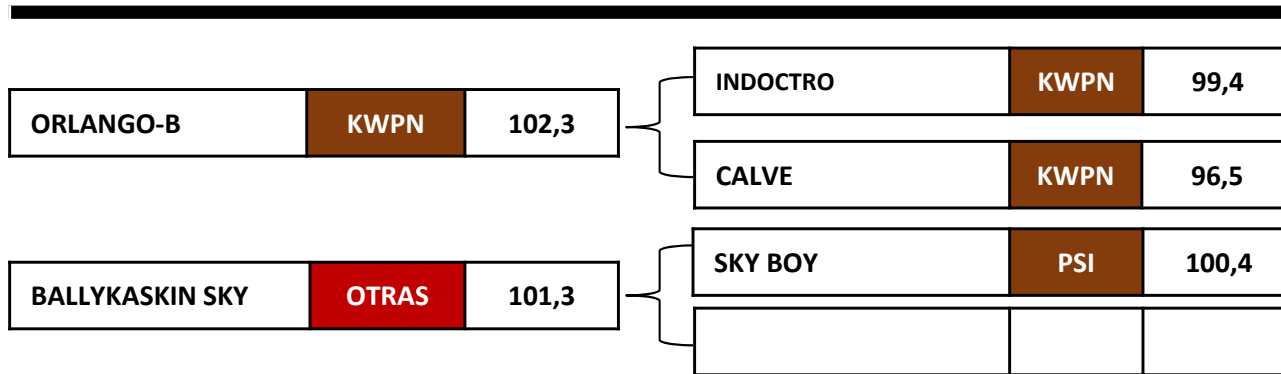 INDOCTRO KWPN 99,4
ORLANGO-B KWPN 102,3
CALVE KWPN 96,5
SKY BOY PSI 100,4
BALLYKASKIN SKY OTRAS 101,3